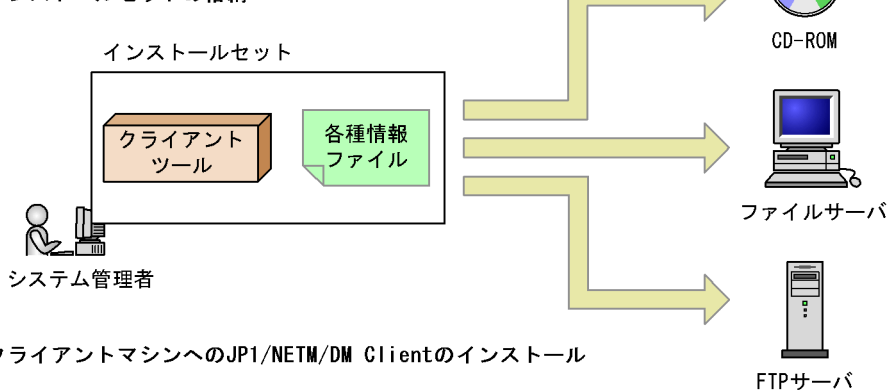 CD-ROM
インストールセット
クライアント
ツール
各種情報
ファイル
ファイルサーバ
システム管理者
クライアントマシンへのJP1/NETM/DM Clientのインストール
FTPサーバ